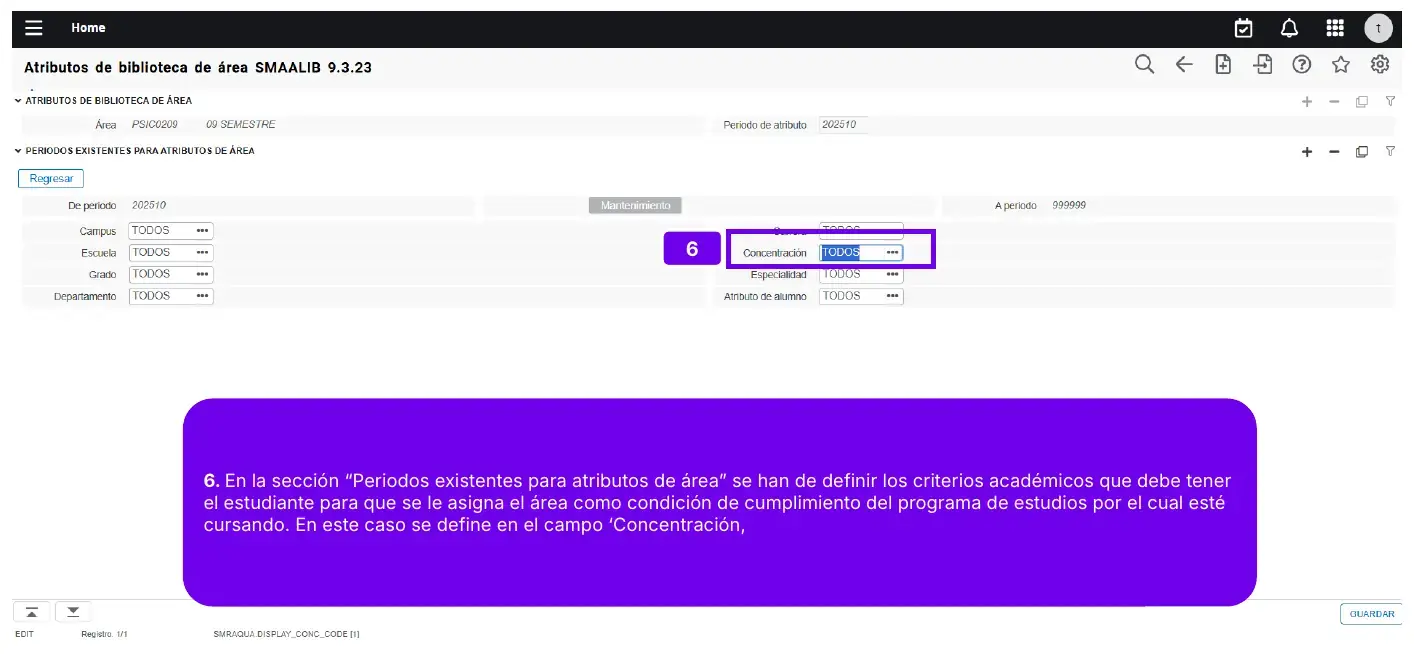 Home
t
Atributos de biblioteca de área SMAALIB 9.3.23
ATRIBUTOS DE BIBLIOTECA DE ÁREA
Área PSIC0209 09 SEMESTRE Periodo de atributo 202510
PERIODOS EXISTENTES PARA ATRIBUTOS DE ÁREA
Regresar
De periodo 202510 Mantenimiento A periodo 999999
Campus TODOS ••• TODOS
Escuela TODOS ••• 6 Concentración TODOS •••
Grado TODOS ••• Especialidad TODOS •••
Departamento TODOS ••• Atributo de alumno TODOS •••
6. En la sección “Periodos existentes para atributos de área” se han de definir los criterios académicos que debe tener
el estudiante para que se le asigna el área como condición de cumplimiento del programa de estudios por el cual esté
cursando. En este caso se define en el campo ‘Concentración,
GUARDAR
EDIT Registro. 1/1 SMRAQUA.DISPLAY_CONC_CODE [1]